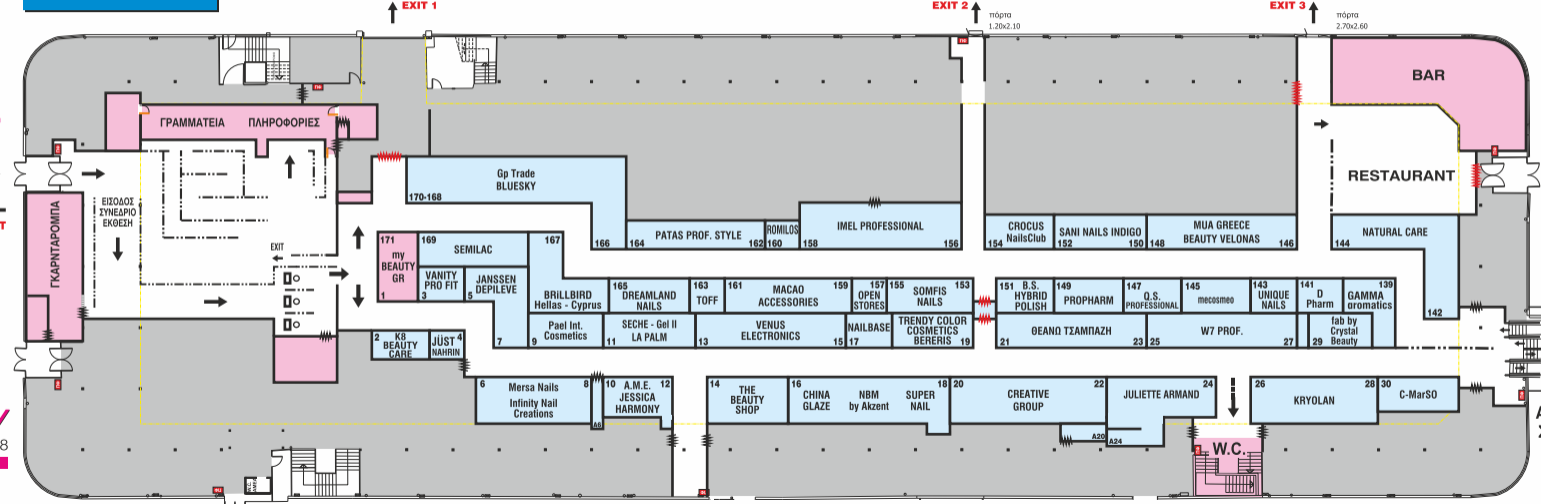 EXIT 1
EXIT 2
πόρτα
1.20x2.10
EXIT 3
πόρτα
2.70x2.60
BAR
ΓΡΑΜΜΑΤΕΙΑ ΠΛΗΡΟΦΟΡΙΕΣ
RESTAURANT
ΓΚΑΡΝΤΑΡΟΜΠΑ
ΕΙΣΟΔΟΣ
ΣΥΝΕΔΡΙΟ
ΕΚΘΕΣΗ
EXIT
Gp Trade
BLUESKY
170-168
166
164
PATAS PROF. STYLE
162
ROMILOS
160
IMEL PROFESSIONAL
158
156
CROCUS
NailsClub
154
SANI NAILS INDIGO
152
150
MUA GREECE
BEAUTY VELONAS
148
146
NATURAL CARE
144
142
171
my
BEAUTY
GR
1
169
SEMILAC
167
VANITY
PRO FIT
3
JANSSEN
DEPILEVE
5
7
BRiLLBIRD
Hellas - Cyprus
165
DREAMLAND
NAILS
163
TOFF
161
MACAO
ACCESSORIES
159
157
OPEN
STORES
155
153
SOMFIS
NAILS
151
B.S.
HYBRID
POLISH
149
PROPHARM
147
Q.S.
PROFESSIONAL
145
mecosmeo
143
UNIQUE
NAILS
141
D
Pharm
139
GAMMA
aromatics
Pael Int.
Cosmetics
9
SECHE - Gel II
LA PALM
11
VENUS
ELECTRONICS
13
15
NAILBASE
17
TRENDY COLOR
COSMETICS
BERERIS
19
ΘΕΑΝΩ ΤΣΑΜΠΑΖΗ
21
23
W7 PROF.
25
27
fab by
Crystal
Beauty
29
2
K8
BEAUTY
CARE
JÜST
4
NAHRIN
6
8
Mersa Nails
Infinity Nail
Creations
A6
10
12
A.M.E.
JESSICA
HARMONY
14
THE
BEAUTY
SHOP
16
18
CHINA
GLAZE
NBM
by Akzent
SUPER
NAIL
20
22
CREATIVE
GROUP
A20
24
JULIETTE ARMAND
A24
26
28
KRYOLAN
30
C-MarSO
W.C.